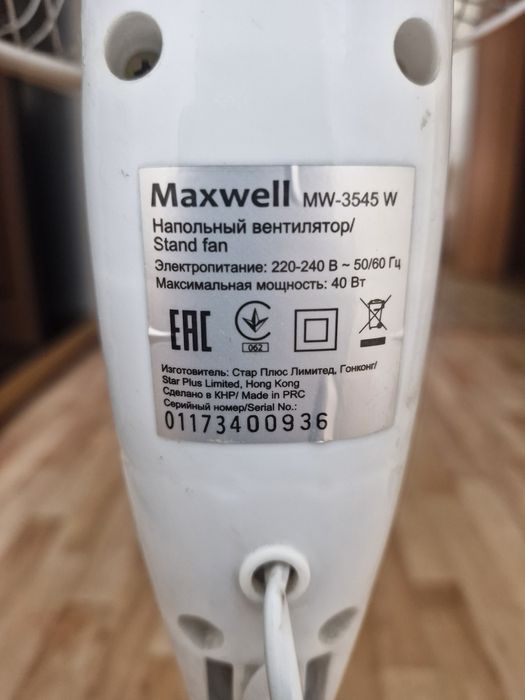 Maxwell MW-3545 W
Напольный вентилятор/
Stand fan
Электропитание: 220-240 В ~ 50/60 Гц
Максимальная мощность: 40 Вт
EAC
062
Изготовитель: Стар Плюс Лимитед, Гонконг/
Star Plus Limited, Hong Kong
Сделано в КНР/ Made in PRC
Серийный номер/Serial No.:
01173400936